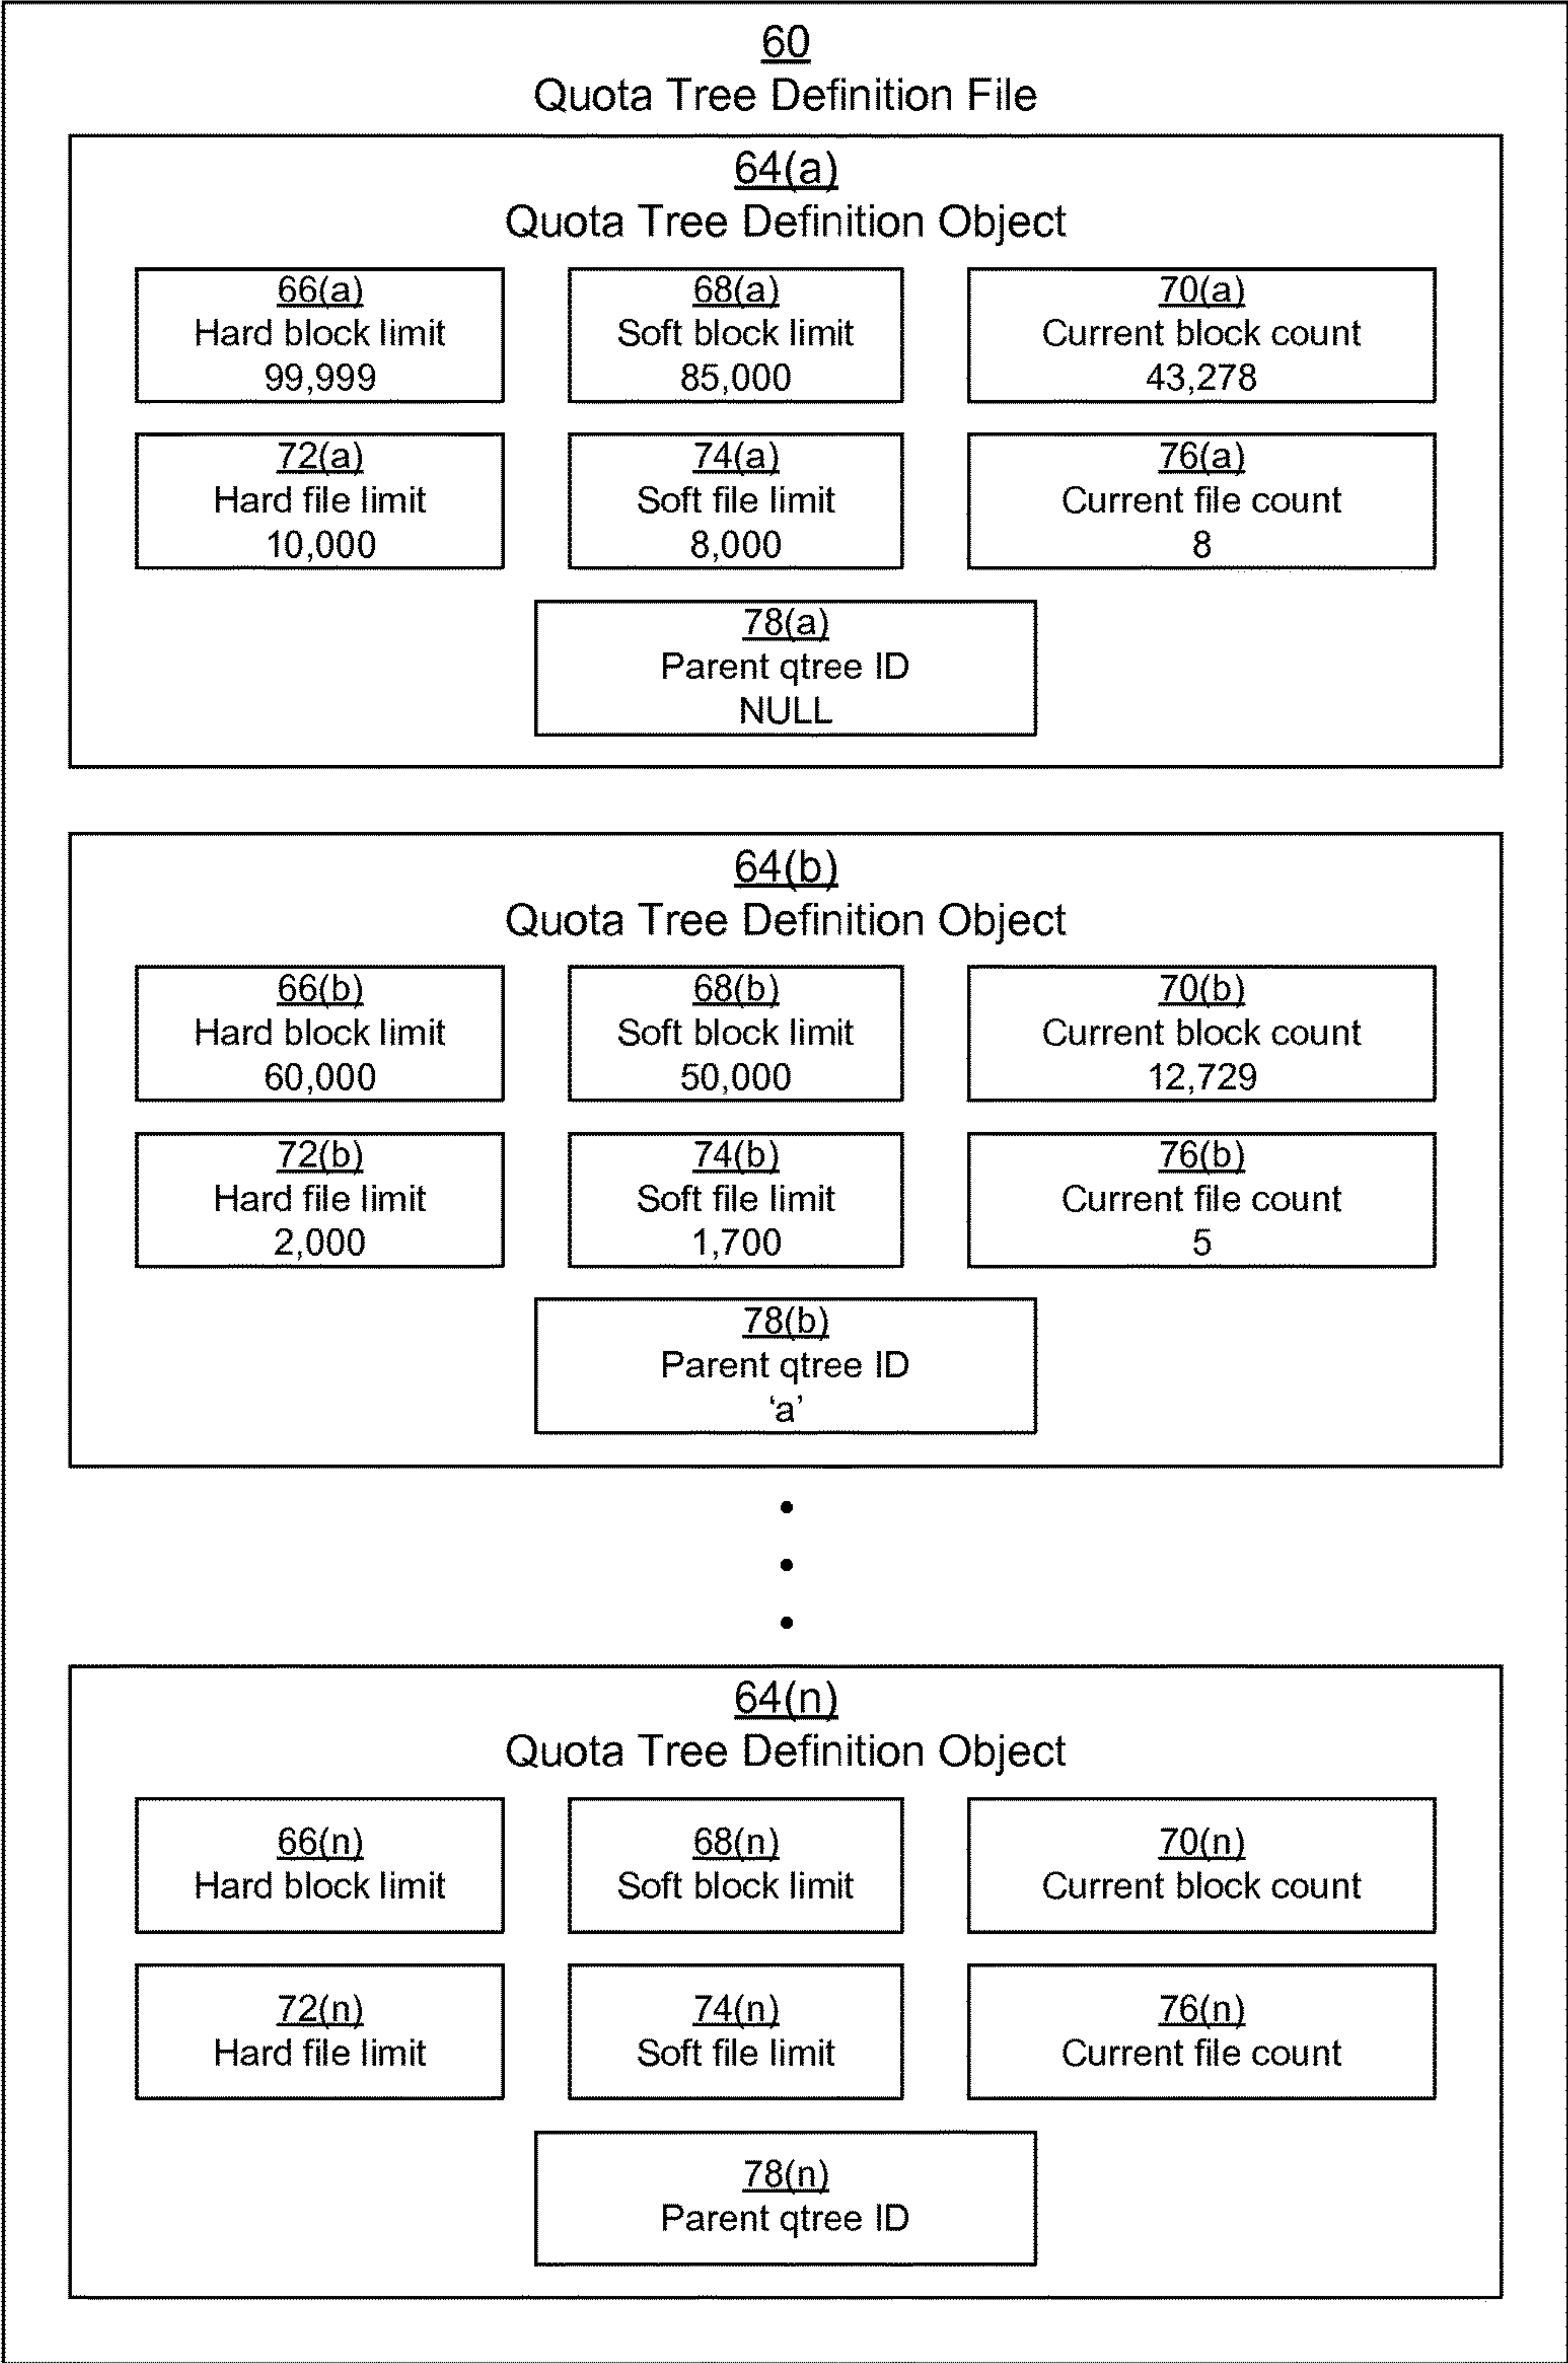 60
Quota Tree Definition File
64(a)
Quota Tree Definition Object
66(a)
Hard block limit
99,999
68(a)
Soft block limit
85,000
70(a)
Current block count
43,278
72(a)
Hard file limit
10,000
74(a)
Soft file limit
8,000
76(a)
Current file count
8
78(a)
Parent qtree ID
NULL
64(b)
Quota Tree Definition Object
66(b)
Hard block limit
60,000
68(b)
Soft block limit
50,000
70(b)
Current block count
12,729
72(b)
Hard file limit
2,000
74(b)
Soft file limit
1,700
76(b)
Current file count
5
78(b)
Parent qtree ID
‘a’
64(n)
Quota Tree Definition Object
66(n)
Hard block limit
68(n)
Soft block limit
70(n)
Current block count
72(n)
Hard file limit
74(n)
Soft file limit
76(n)
Current file count
78(n)
Parent qtree ID